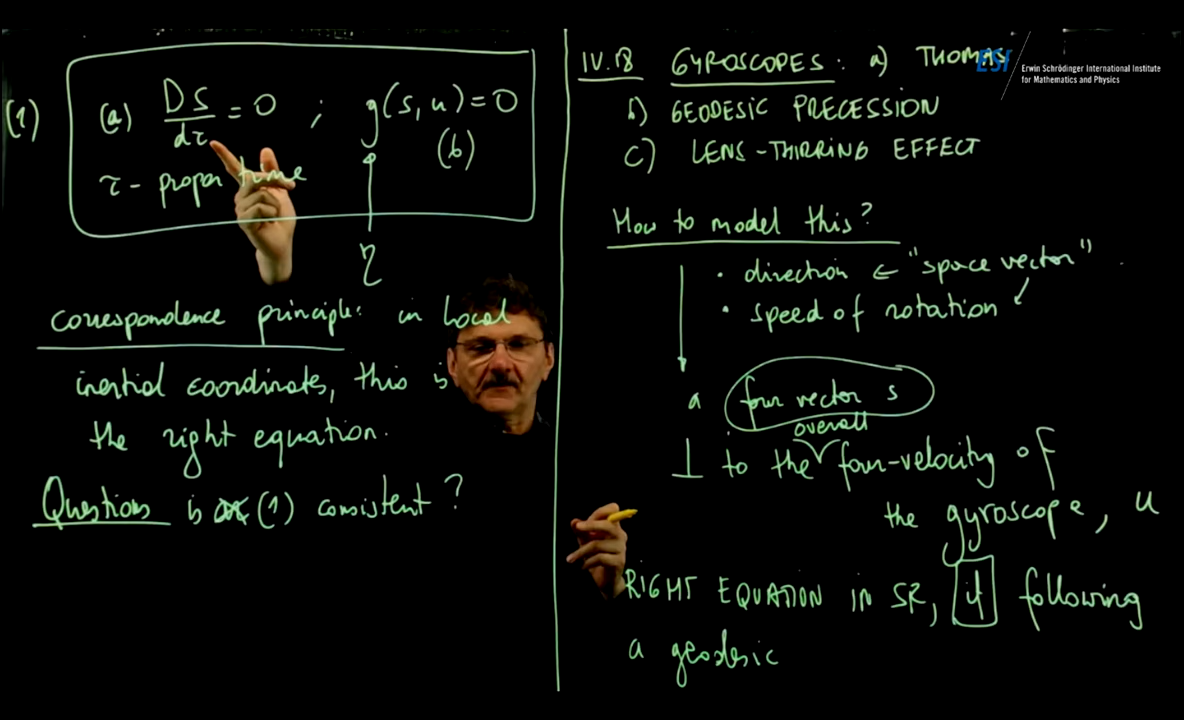 (1) (a) DS/dτ = 0 ; g(s, u) = 0
(b)
τ - proper time
η
correspondence principle: in local
inertial coordinates, this is
the right equation.
Questions is (1) consistent?
IV.18 GYROSCOPES: a) THOMAS
b) GEODESIC PRECESSION
c) LENS-THIRRING EFFECT
How to model this?
· direction ∈ "space vector"
· speed of rotation
a four vector s
overall
⊥ to the four-velocity of
the gyroscope, u
RIGHT EQUATION IN SR, if following
a geodesic
ESI
Erwin Schrödinger International Institute
for Mathematics and Physics